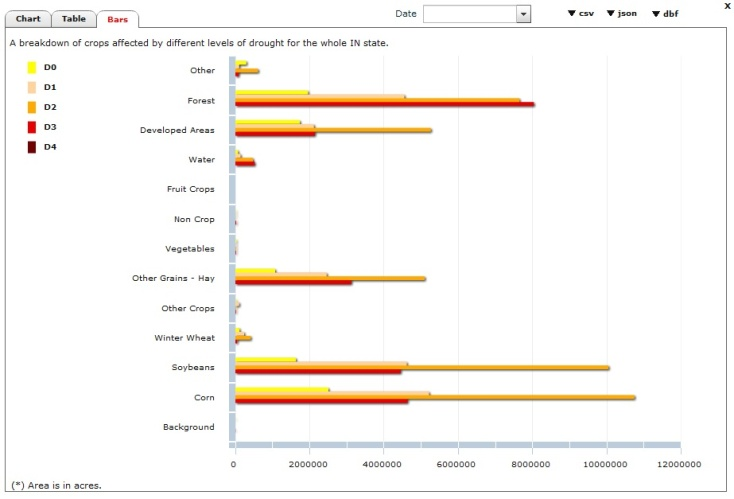 x
Chart Table Bars Date ▼ csv ▼ json ▼ dbf
A breakdown of crops affected by different levels of drought for the whole IN state.
D0
D1
D2
D3
D4
Other
Forest
Developed Areas
Water
Fruit Crops
Non Crop
Vegetables
Other Grains - Hay
Other Crops
Winter Wheat
Soybeans
Corn
Background
0 2000000 4000000 6000000 8000000 10000000 12000000
(*) Area is in acres.